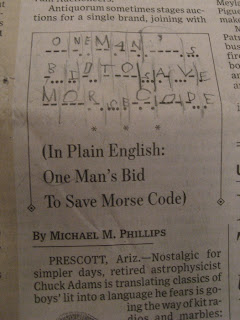 Antiquorum sometimes stages auc-
tions for a single brand, joining with
ONE MAN'S
BID TO SAVE
MORSE CODE
* * *
(In Plain English:
One Man's Bid
To Save Morse Code)
BY MICHAEL M. PHILLIPS
PRESCOTT, Ariz.—Nostalgic for
simpler days, retired astrophysicist
Chuck Adams is translating classics of
boys' lit into a language he fears is go-
ing the way of kit ra-
dios and marbles: